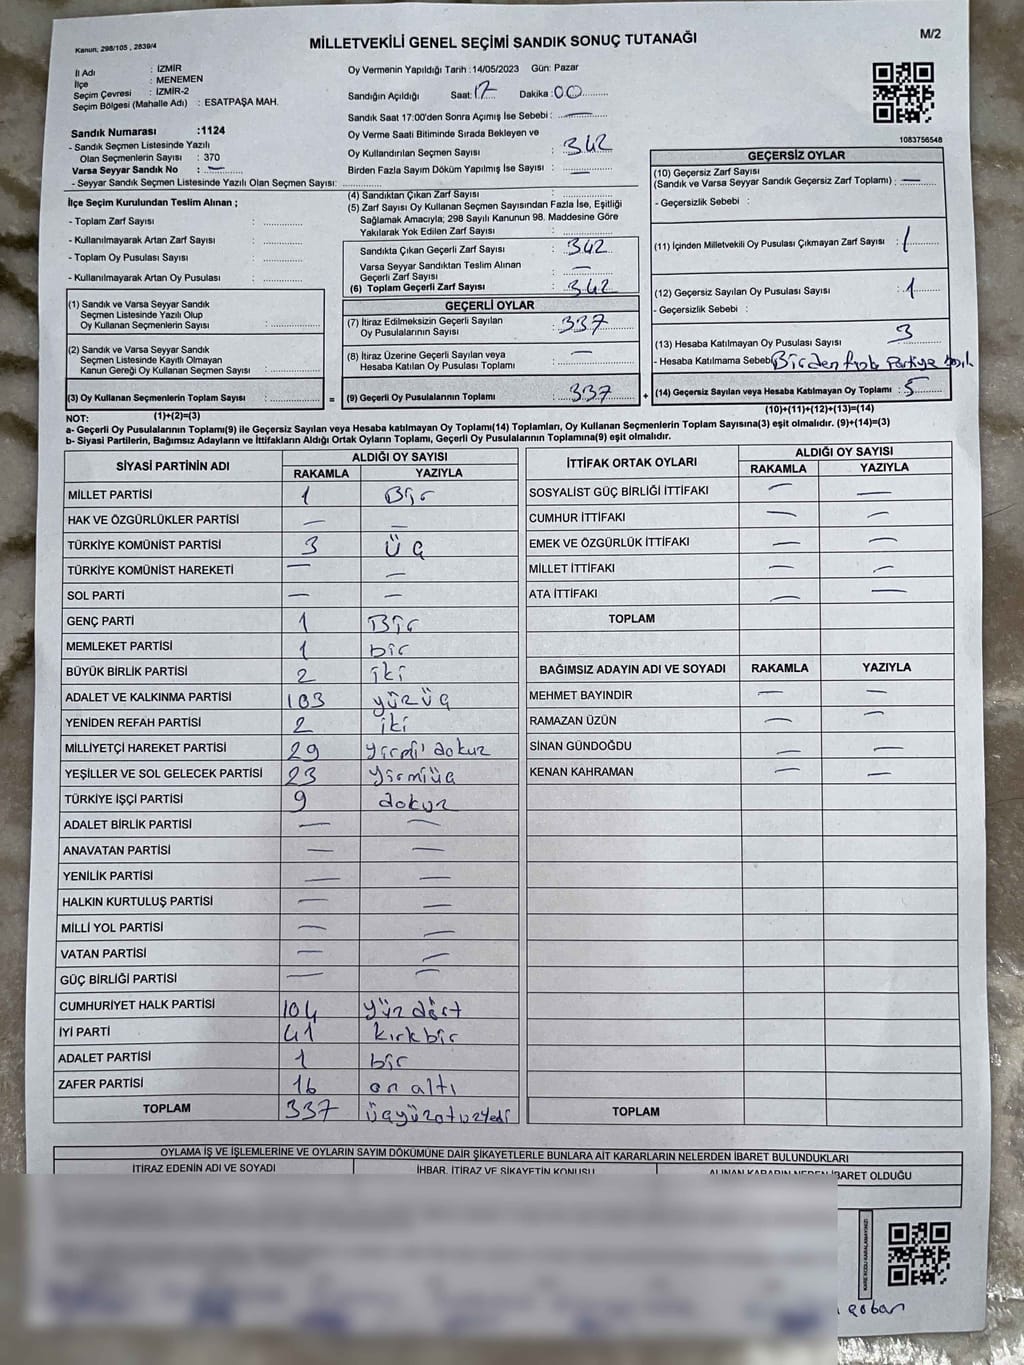 Kanun, 298/105 , 2839/4
MİLLETVEKİLİ GENEL SEÇİMİ SANDIK SONUÇ TUTANAĞI
M/2
İl Adı : İZMİR
İlçe : MENEMEN
Seçim Çevresi : İZMİR-2
Seçim Bölgesi (Mahalle Adı) : ESATPAŞA MAH.
Sandık Numarası :1124
- Sandık Seçmen Listesinde Yazılı
Olan Seçmenlerin Sayısı : 370
Varsa Seyyar Sandık No : —
- Seyyar Sandık Seçmen Listesinde Yazılı Olan Seçmen Sayısı:
Oy Vermenin Yapıldığı Tarih :14/05/2023 Gün: Pazar
Sandığın Açıldığı Saat: 17 Dakika : 00
Sandık Saat 17:00'den Sonra Açımış İse Sebebi : —
Oy Verme Saati Bitiminde Sırada Bekleyen ve
Oy Kullandırılan Seçmen Sayısı : 342
Birden Fazla Sayım Döküm Yapılmış İse Sayısı : —
1083756548
İlçe Seçim Kurulundan Teslim Alınan ;
- Toplam Zarf Sayısı :
- Kullanılmayarak Artan Zarf Sayısı :
- Toplam Oy Pusulası Sayısı :
- Kullanılmayarak Artan Oy Pusulası :
(4) Sandıktan Çıkan Zarf Sayısı :
(5) Zarf Sayısı Oy Kullanan Seçmen Sayısından Fazla İse, Eşitliği
Sağlamak Amacıyla; 298 Sayılı Kanunun 98. Maddesine Göre
Yakılarak Yok Edilen Zarf Sayısı :
Sandıkta Çıkan Geçerli Zarf Sayısı : 342
Varsa Seyyar Sandıktan Teslim Alınan
Geçerli Zarf Sayısı : —
(6) Toplam Geçerli Zarf Sayısı : 342
GEÇERSİZ OYLAR
(10) Geçersiz Zarf Sayısı
(Sandık ve Varsa Seyyar Sandık Geçersiz Zarf Toplamı) : —
- Geçersizlik Sebebi :
(11) İçinden Milletvekili Oy Pusulası Çıkmayan Zarf Sayısı : 1
(12) Geçersiz Sayılan Oy Pusulası Sayısı : 1
- Geçersizlik Sebebi :
(13) Hesaba Katılmayan Oy Pusulası Sayısı : 3
- Hesaba Katılmama Sebebi Birden fazla Partiye
(14) Geçersiz Sayılan veya Hesaba Katılmayan Oy Toplamı : 5
(10)+(11)+(12)+(13)=(14)
(1) Sandık ve Varsa Seyyar Sandık
Seçmen Listesinde Yazılı Olup
Oy Kullanan Seçmenlerin Sayısı :
(2) Sandık ve Varsa Seyyar Sandık
Seçmen Listesinde Kayıtlı Olmayan
Kanun Gereği Oy Kullanan Seçmen Sayısı :
(3) Oy Kullanan Seçmenlerin Toplam Sayısı : =
GEÇERLİ OYLAR
(7) İtiraz Edilmeksizin Geçerli Sayılan
Oy Pusulalarının Sayısı : 337
(8) İtiraz Üzerine Geçerli Sayılan veya
Hesaba Katılan Oy Pusulası Toplam : —
(9) Geçerli Oy Pusulalarının Toplamı : 337 +
NOT: (1)+(2)=(3)
a- Geçerli Oy Pusulalarının Toplamı(9) ile Geçersiz Sayılan veya Hesaba katılmayan Oy Toplamı(14) Toplamları, Oy Kullanan Seçmenlerin Toplam Sayısına(3) eşit olmalıdır. (9)+(14)=(3)
b- Siyasi Partilerin, Bağımsız Adayların ve İttifakların Aldığı Ortak Oyların Toplamı, Geçerli Oy Pusulalarının Toplamına(9) eşit olmalıdır.
SİYASİ PARTİNİN ADI ALDIĞI OY SAYISI
RAKAMLA YAZIYLA
MİLLET PARTİSİ 1 Bir
HAK VE ÖZGÜRLÜKLER PARTİSİ — —
TÜRKİYE KOMÜNİST PARTİSİ 3 Üç
TÜRKİYE KOMÜNİST HAREKETİ — —
SOL PARTİ — —
GENÇ PARTİ 1 Bir
MEMLEKET PARTİSİ 1 bir
BÜYÜK BİRLİK PARTİSİ 2 iki
ADALET VE KALKINMA PARTİSİ 103 yüzüç
YENİDEN REFAH PARTİSİ 2 iki
MİLLİYETÇİ HAREKET PARTİSİ 29 yirmi dokuz
YEŞİLLER VE SOL GELECEK PARTİSİ 23 yirmiüç
TÜRKİYE İŞÇİ PARTİSİ 9 dokuz
ADALET BİRLİK PARTİSİ — —
ANAVATAN PARTİSİ — —
YENİLİK PARTİSİ — —
HALKIN KURTULUŞ PARTİSİ — —
MİLLİ YOL PARTİSİ — —
VATAN PARTİSİ — —
GÜÇ BİRLİĞİ PARTİSİ — —
CUMHURİYET HALK PARTİSİ 104 yüz dört
İYİ PARTİ 41 kırkbir
ADALET PARTİSİ 1 bir
ZAFER PARTİSİ 16 on altı
TOPLAM 337 üçyüzotuzyedi
İTTİFAK ORTAK OYLARI ALDIĞI OY SAYISI
RAKAMLA YAZIYLA
SOSYALİST GÜÇ BİRLİĞİ İTTİFAKI — —
CUMHUR İTTİFAKI — —
EMEK VE ÖZGÜRLÜK İTTİFAKI — —
MİLLET İTTİFAKI — —
ATA İTTİFAKI — —
TOPLAM
BAĞIMSIZ ADAYIN ADI VE SOYADI RAKAMLA YAZIYLA
MEHMET BAYINDIR — —
RAMAZAN ÜZÜN — —
SİNAN GÜNDOĞDU — —
KENAN KAHRAMAN — —
TOPLAM
OYLAMA İŞ VE İŞLEMLERİNE VE OYLARIN SAYIM DÖKÜMÜNE DAİR ŞİKAYETLERLE BUNLARA AİT KARARLARIN NELERDEN İBARET BULUNDUKLARI
İTİRAZ EDENİN ADI VE SOYADI İHBAR, İTİRAZ VE ŞİKAYETİN KONUSU ALINAN KARARIN NEDEN İBARET OLDUĞU
KARE KODU KARALAMAYINIZ!